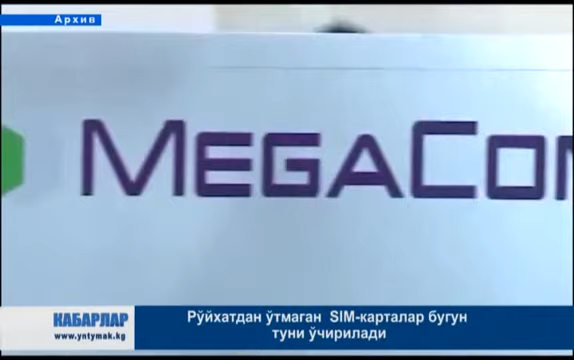 Архив
MEGACOM
КАБАРЛАР
www.yntymak.kg
Рўйхатдан ўтмаган SIM-карталар бугун
туни ўчирилади